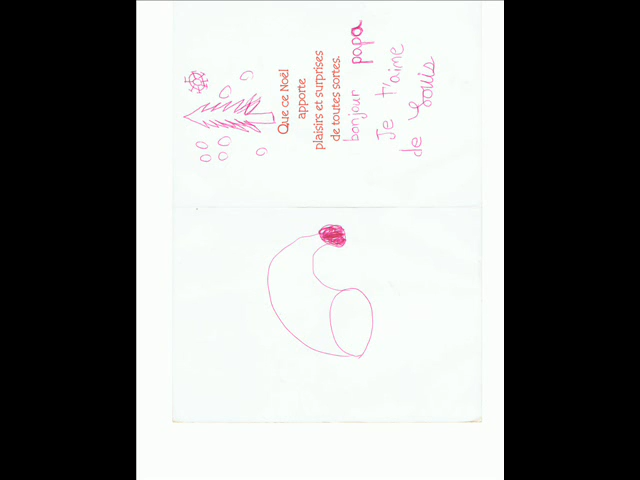 Que ce Noël
apporte
plaisirs et surprises
de toutes sortes.
bonjour papa
Je t'aime
de Louis